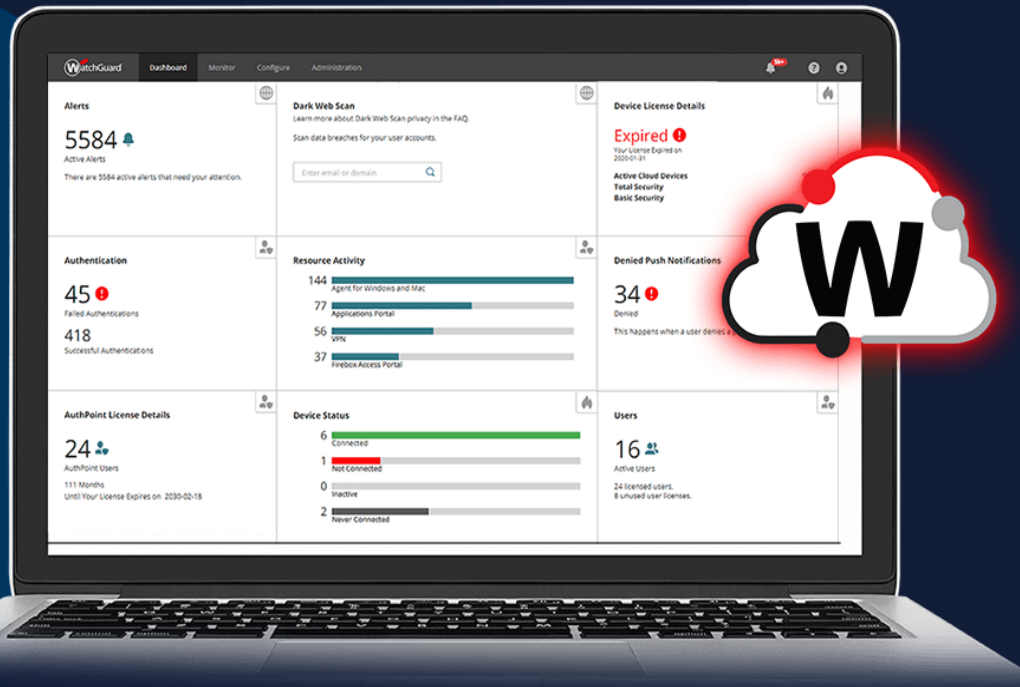 WatchGuard Dashboard Monitor Configure Administration
Alerts
5584
Active Alerts
There are 5584 active alerts that need your attention.
Dark Web Scan
Learn more about Dark Web Scan privacy in the FAQ.
Scan data breaches for your user accounts.
Enter email or domain
Device License Details
Expired
Your License Expired on
2020-01-31
Active Cloud Devices
Total Security
Basic Security
Authentication
45
Failed Authentications
418
Successful Authentications
Resource Activity
144
Agent for Windows and Mac
77
Applications Portal
56
VPN
37
Firebox Access Portal
Denied Push Notifications
34
Denied
This happens when a user denies a
W
AuthPoint License Details
24
AuthPoint Users
111 Months
Until Your License Expires on 2030-02-18
Device Status
6
Connected
1
Not Connected
0
Inactive
2
Never Connected
Users
16
Active Users
24 licensed users.
8 unused user licenses.